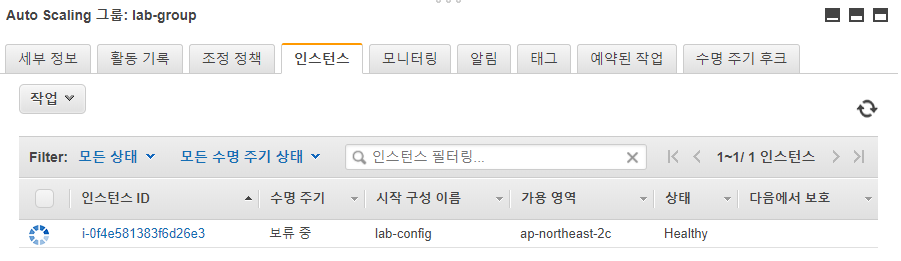 Auto Scaling 그룹: lab-group
세부 정보 활동 기록 조정 정책 인스턴스 모니터링 알림 태그 예약된 작업 수명 주기 후크
작업
Filter: 모든 상태 모든 수명 주기 상태 인스턴스 필터링... 1~1/ 1 인스턴스
인스턴스 ID 수명 주기 시작 구성 이름 가용 영역 상태 다음에서 보호
i-0f4e581383f6d26e3 보류 중 lab-config ap-northeast-2c Healthy